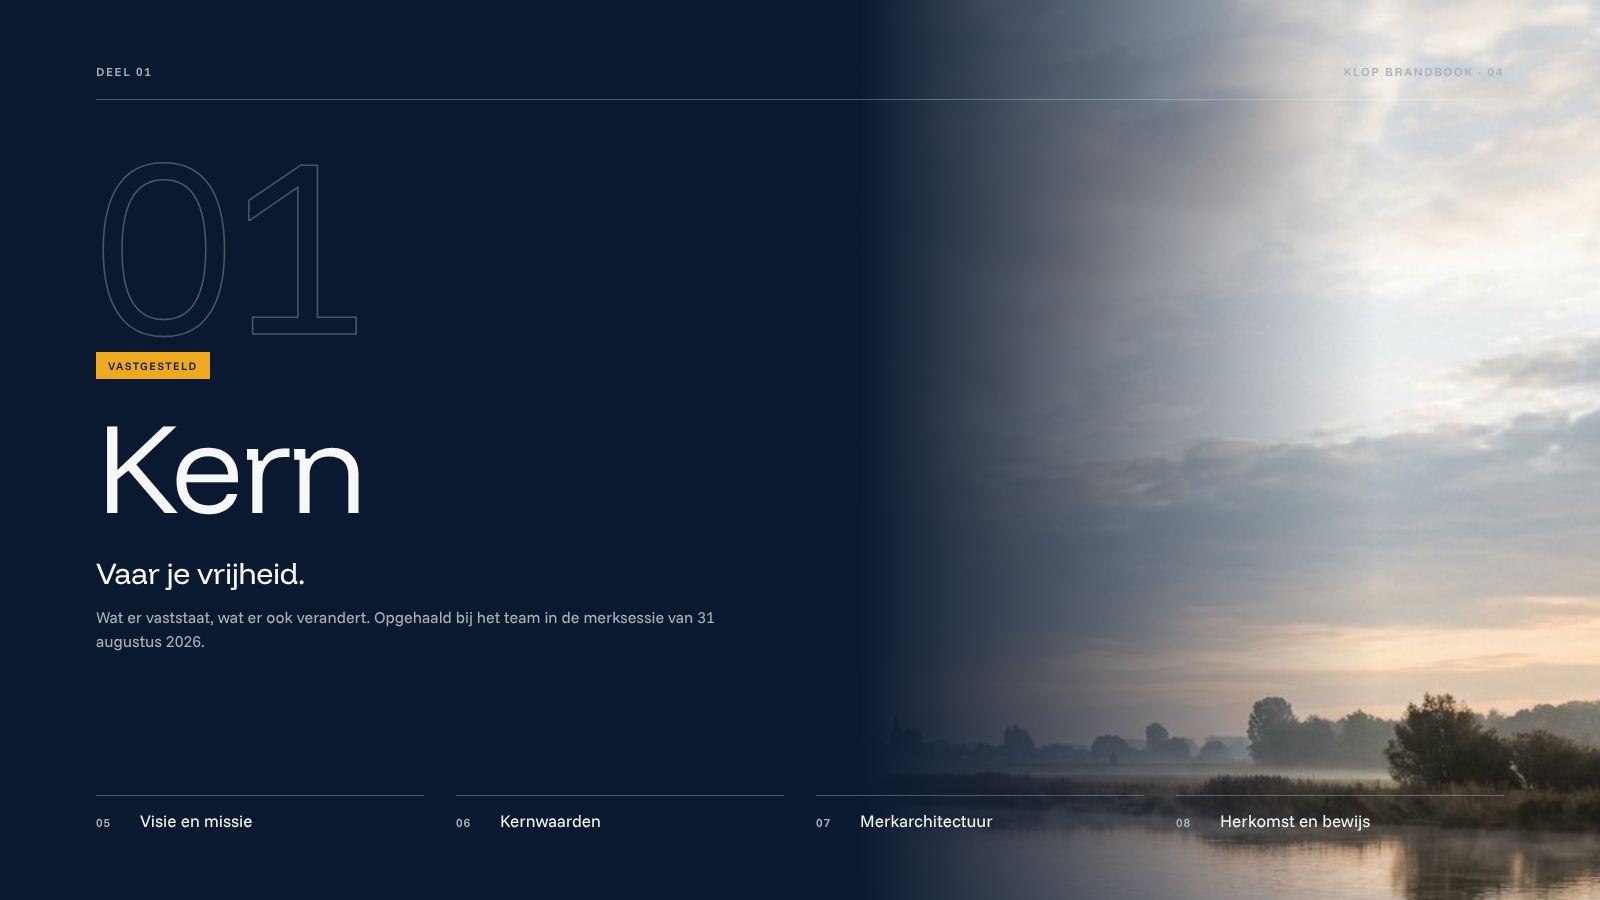 DEEL 01
KLOP BRANDBOOK · 04
01
VASTGESTELD
Kern
Vaar je vrijheid.
Wat er vaststaat, wat er ook verandert. Opgehaald bij het team in de merksessie van 31
augustus 2026.
05 Visie en missie
06 Kernwaarden
07 Merkarchitectuur
08 Herkomst en bewijs